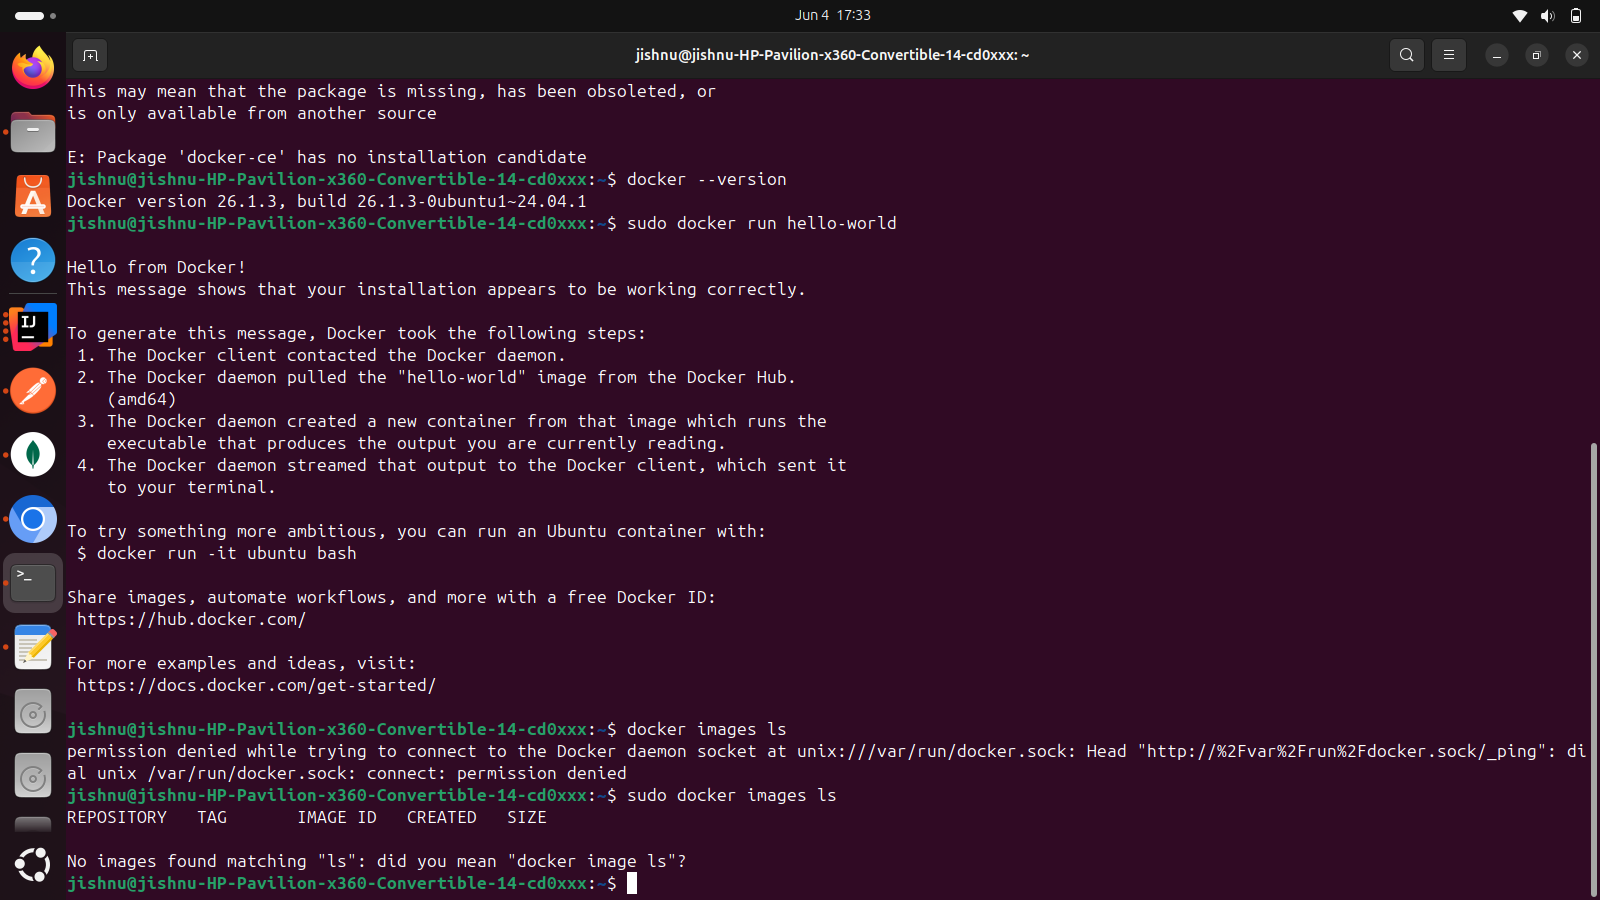 Jun 4 17:33
jishnu@jishnu-HP-Pavilion-x360-Convertible-14-cd0xxx: ~
This may mean that the package is missing, has been obsoleted, or
is only available from another source
E: Package 'docker-ce' has no installation candidate
jishnu@jishnu-HP-Pavilion-x360-Convertible-14-cd0xxx:~$ docker --version
Docker version 26.1.3, build 26.1.3-0ubuntu1~24.04.1
jishnu@jishnu-HP-Pavilion-x360-Convertible-14-cd0xxx:~$ sudo docker run hello-world
Hello from Docker!
This message shows that your installation appears to be working correctly.
To generate this message, Docker took the following steps:
1. The Docker client contacted the Docker daemon.
2. The Docker daemon pulled the "hello-world" image from the Docker Hub.
(amd64)
3. The Docker daemon created a new container from that image which runs the
executable that produces the output you are currently reading.
4. The Docker daemon streamed that output to the Docker client, which sent it
to your terminal.
To try something more ambitious, you can run an Ubuntu container with:
$ docker run -it ubuntu bash
Share images, automate workflows, and more with a free Docker ID:
https://hub.docker.com/
For more examples and ideas, visit:
https://docs.docker.com/get-started/
jishnu@jishnu-HP-Pavilion-x360-Convertible-14-cd0xxx:~$ docker images ls
permission denied while trying to connect to the Docker daemon socket at unix:///var/run/docker.sock: Head "http://%2Fvar%2Frun%2Fdocker.sock/_ping": di
al unix /var/run/docker.sock: connect: permission denied
jishnu@jishnu-HP-Pavilion-x360-Convertible-14-cd0xxx:~$ sudo docker images ls
REPOSITORY TAG IMAGE ID CREATED SIZE
No images found matching "ls": did you mean "docker image ls"?
jishnu@jishnu-HP-Pavilion-x360-Convertible-14-cd0xxx:~$
IJ
>_